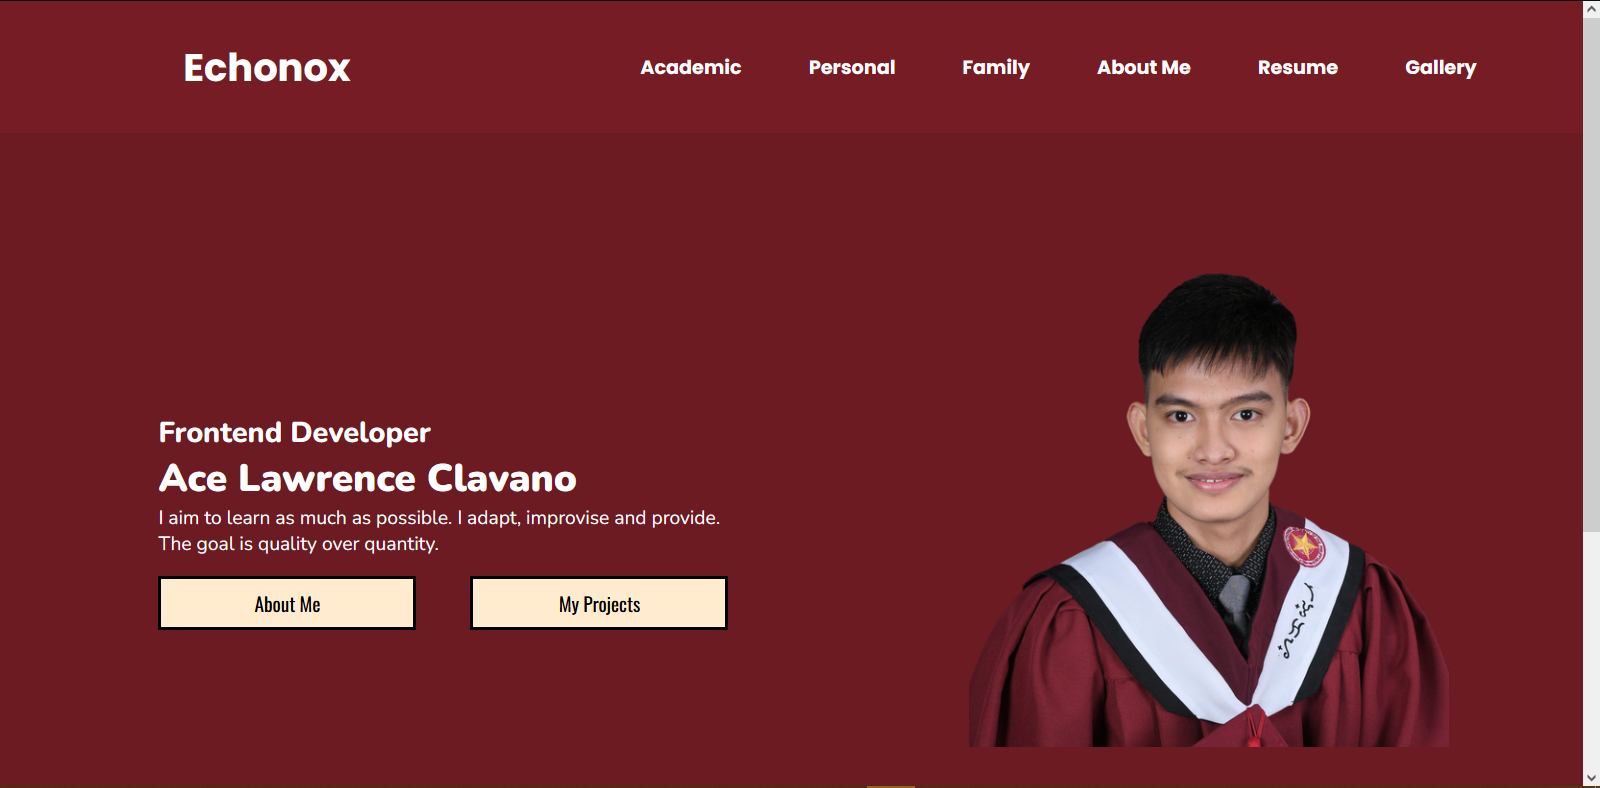 Echonox
Academic Personal Family About Me Resume Gallery
Frontend Developer
Ace Lawrence Clavano
I aim to learn as much as possible. I adapt, improvise and provide.
The goal is quality over quantity.
About Me My Projects